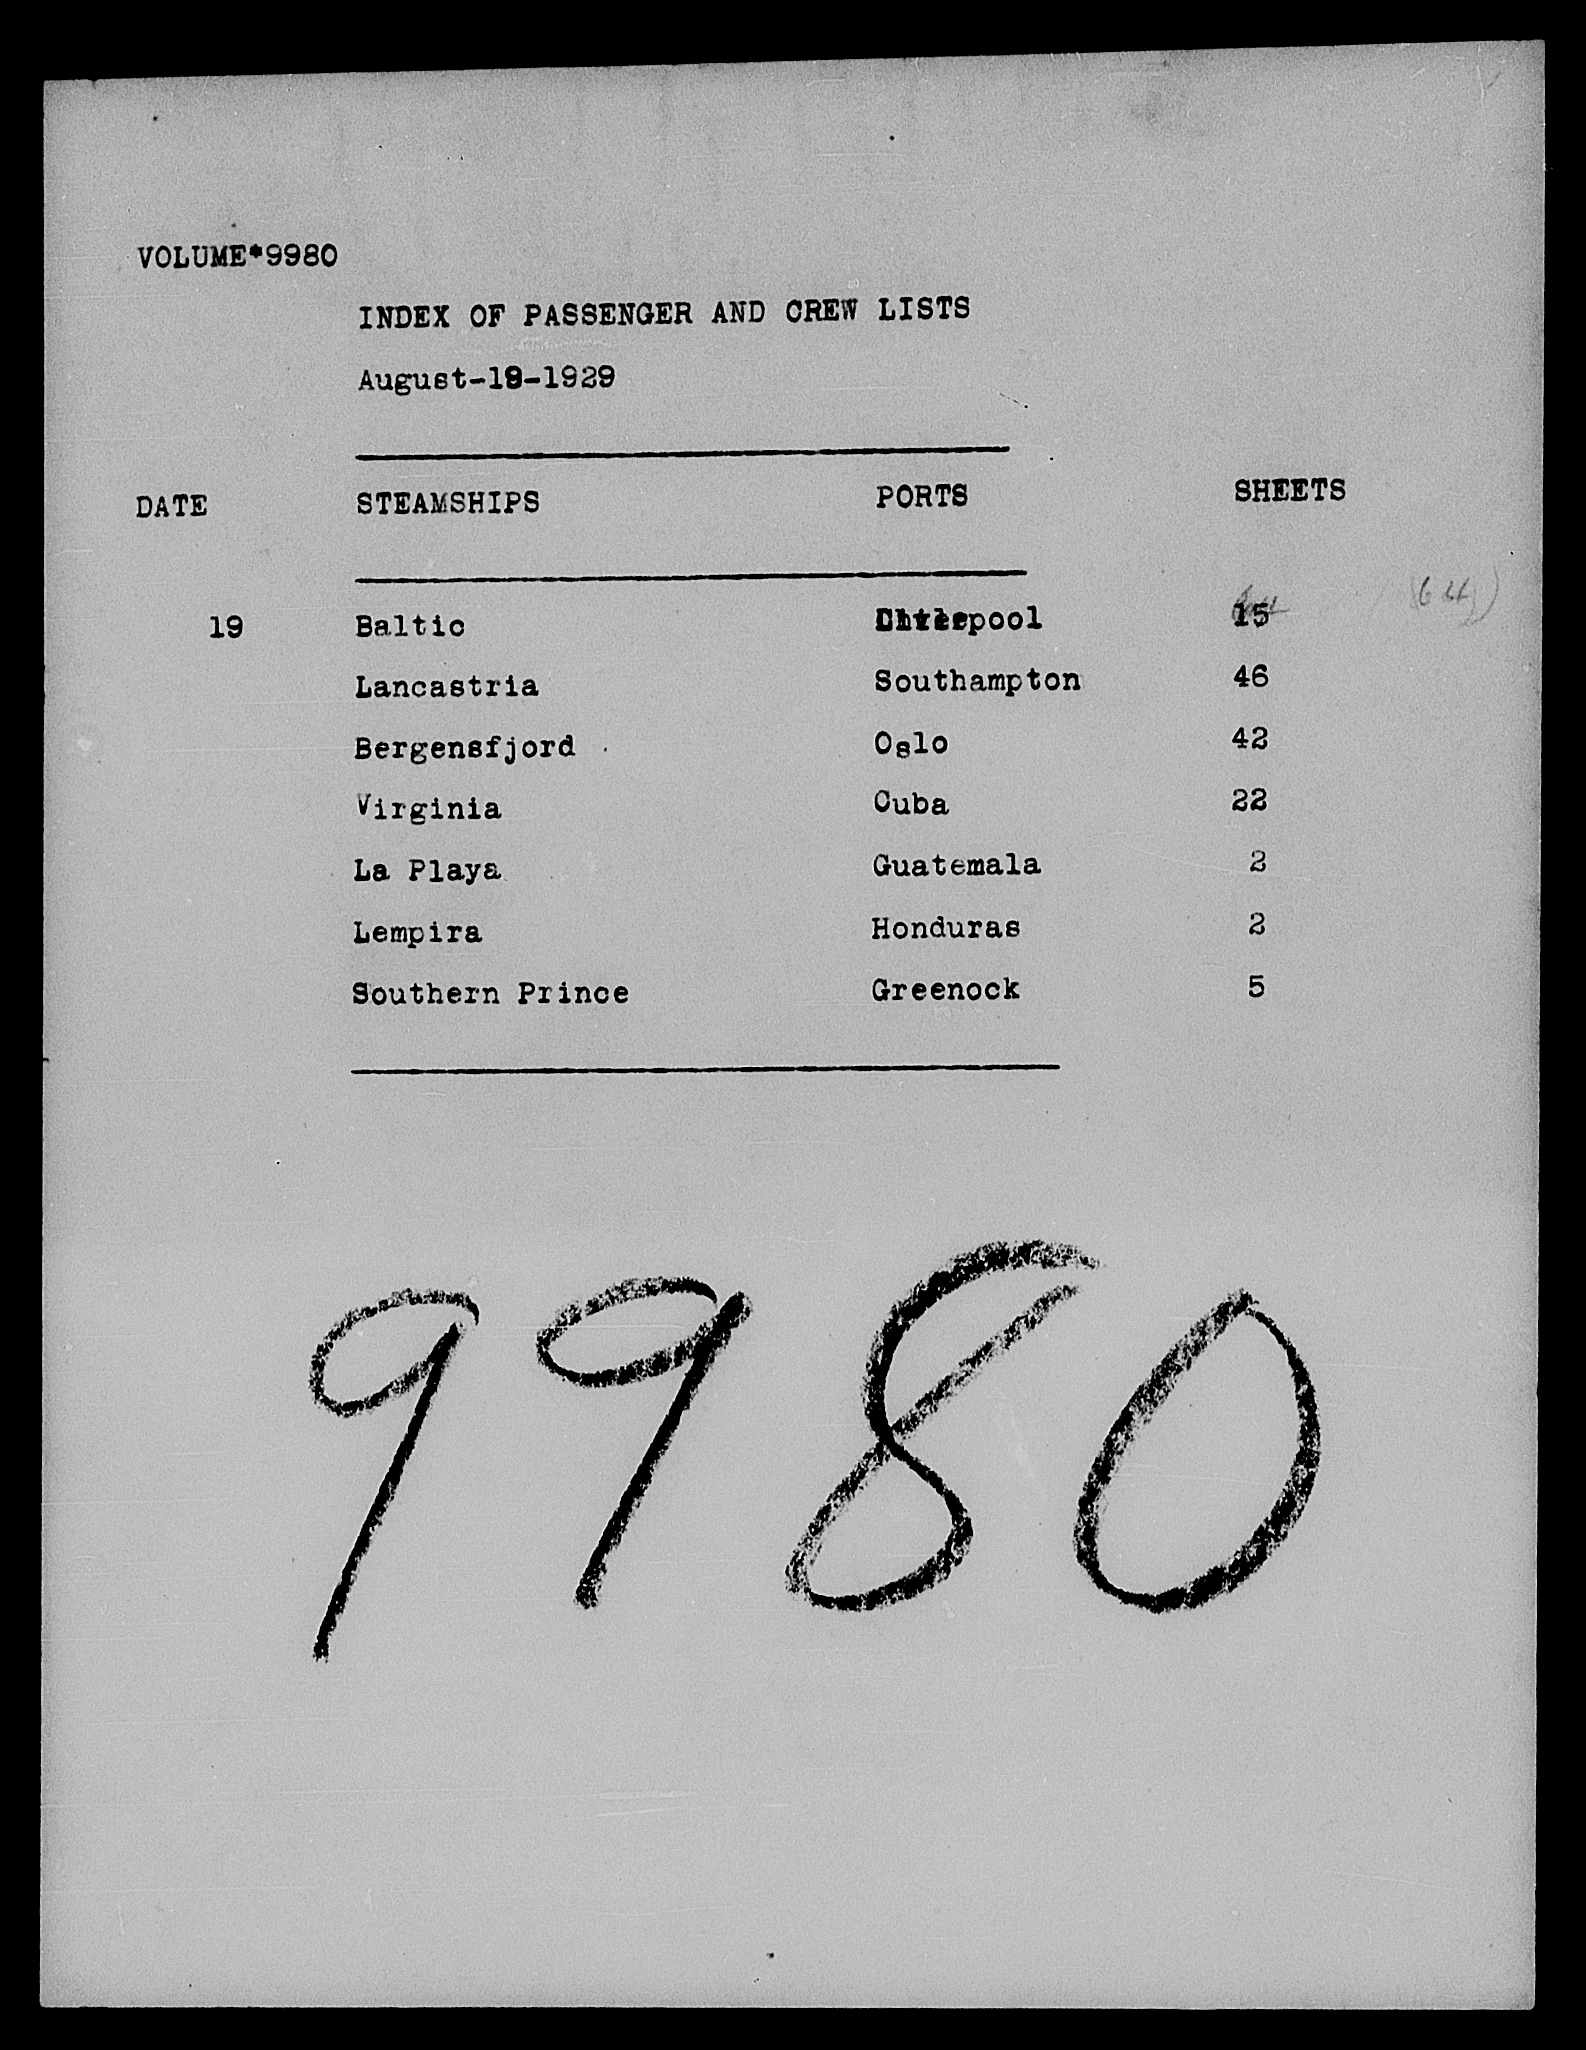 VOLUME*9980
INDEX OF PASSENGER AND CREW LISTS
August-19-1929
DATE STEAMSHIPS PORTS SHEETS
19 Baltic Liverpool 15
Lancastria Southampton 46
Bergensfjord Oslo 42
Virginia Cuba 22
La Playa Guatemala 2
Lempira Honduras 2
Southern Prince Greenock 5
9980